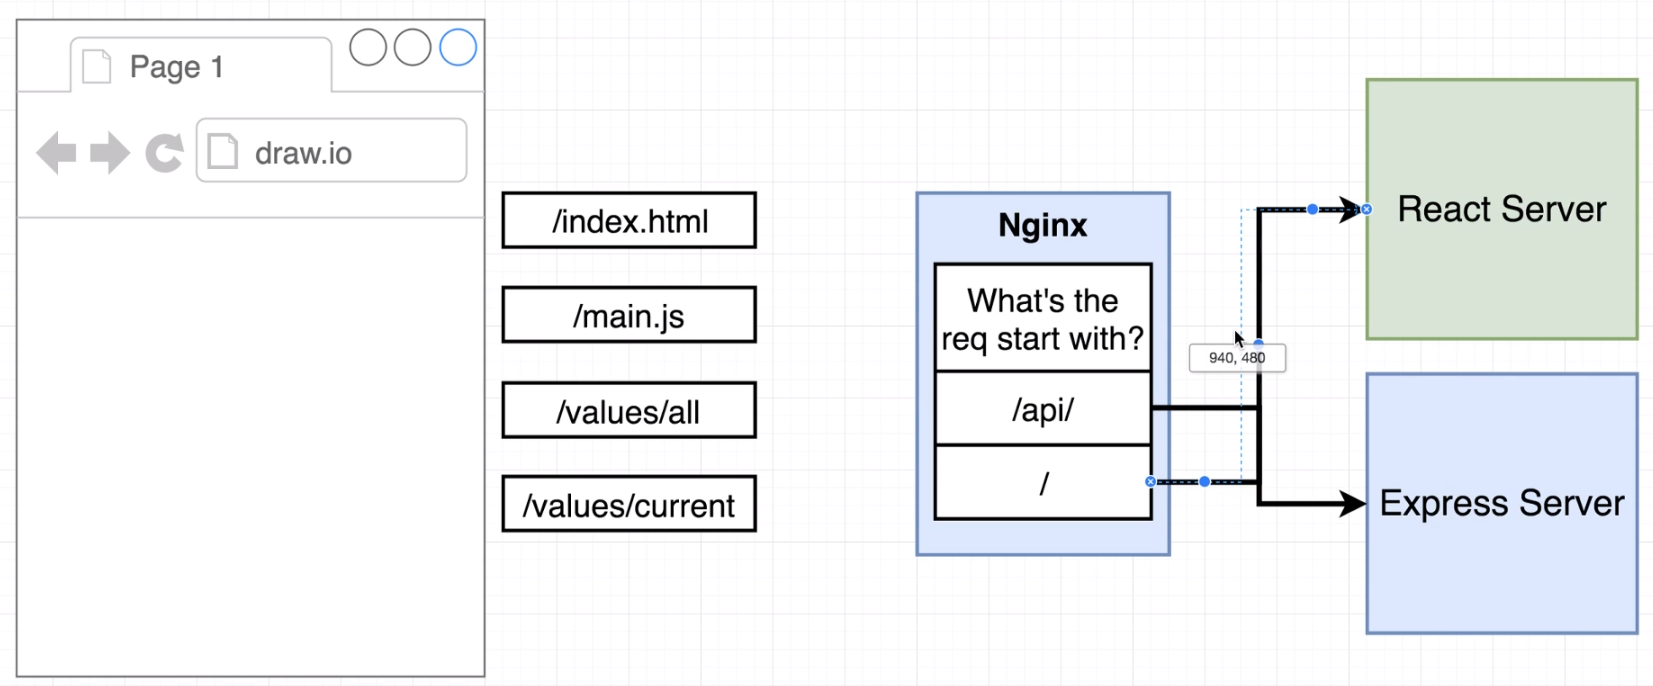 Page 1
draw.io
/index.html
/main.js
/values/all
/values/current
Nginx
What's the
req start with?
/api/
/
940, 480
React Server
Express Server